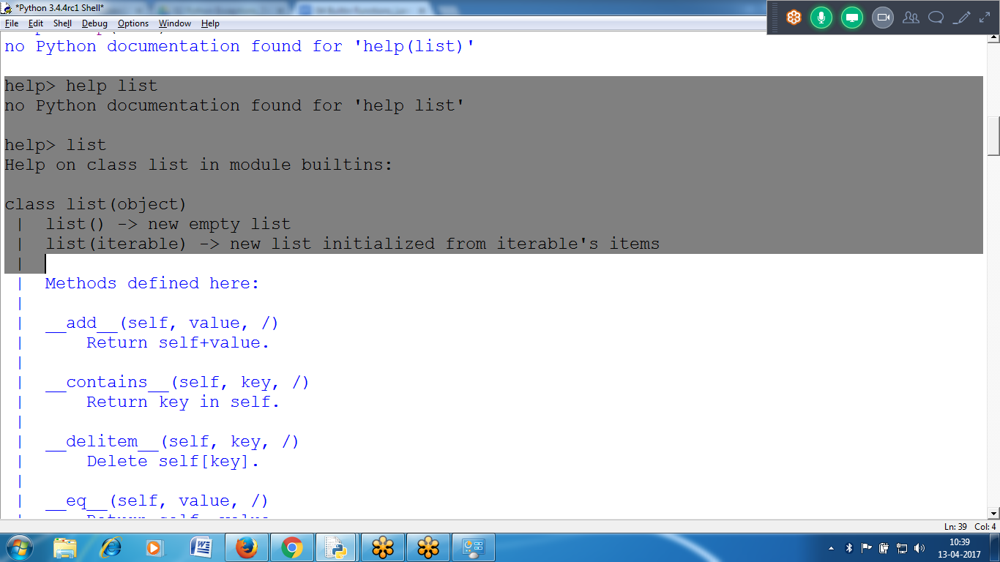 *Python 3.4.4rc1 Shell*
File Edit Shell Debug Options Window Help
no Python documentation found for 'help(list)'
help> help list
no Python documentation found for 'help list'
help> list
Help on class list in module builtins:
class list(object)
| list() -> new empty list
| list(iterable) -> new list initialized from iterable's items
|
| Methods defined here:
|
| __add__(self, value, /)
| Return self+value.
|
| __contains__(self, key, /)
| Return key in self.
|
| __delitem__(self, key, /)
| Delete self[key].
|
| __eq__(self, value, /)
Ln: 39 Col: 4
10:39
13-04-2017